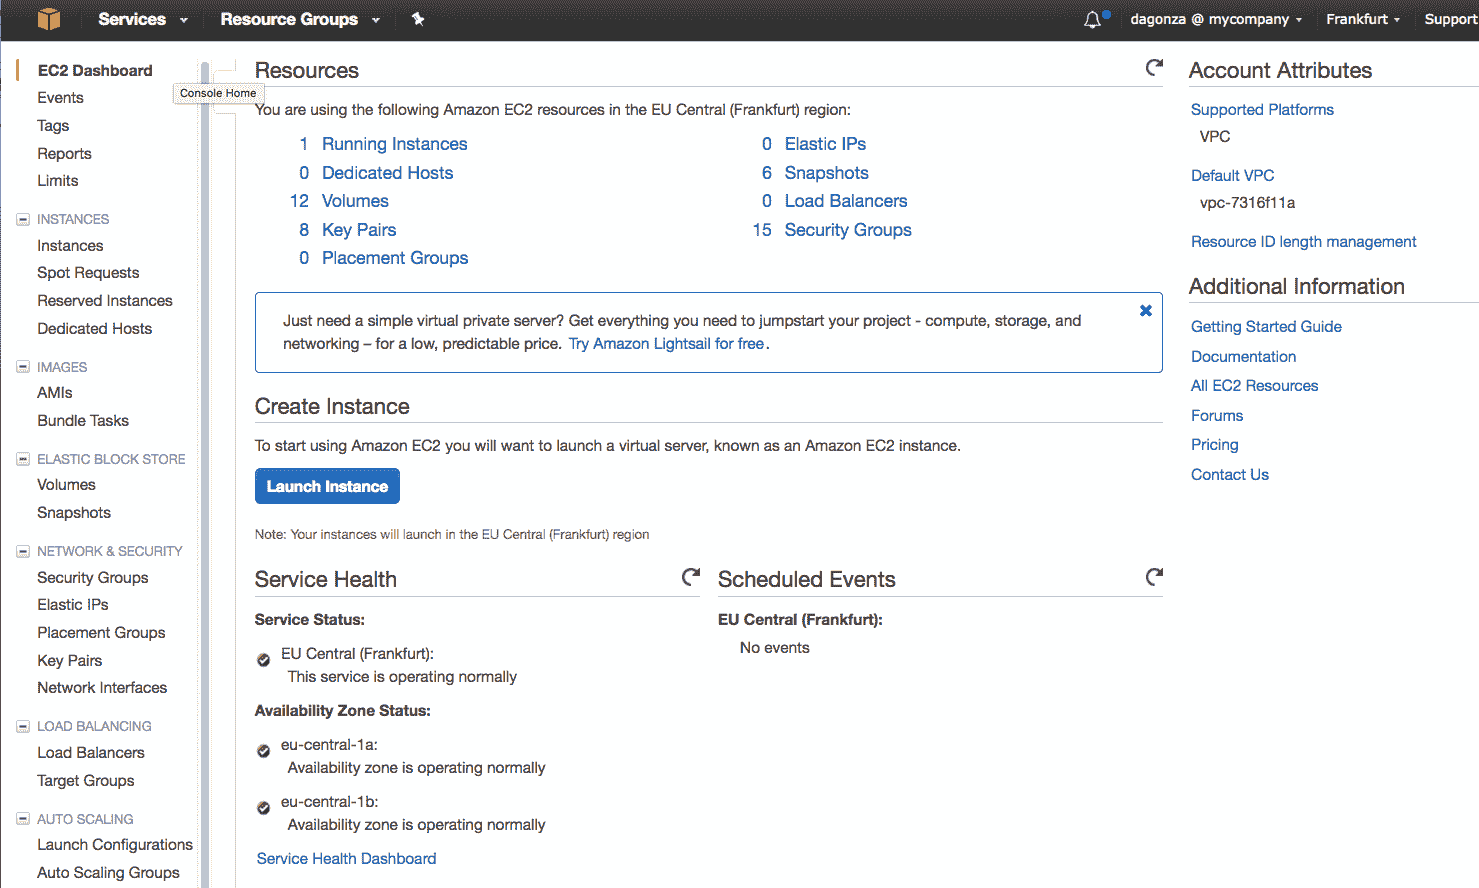 Services
Resource Groups
dagonza @ mycompany
Frankfurt
Support
EC2 Dashboard
Events
Tags
Reports
Limits
INSTANCES
Instances
Spot Requests
Reserved Instances
Dedicated Hosts
IMAGES
AMIs
Bundle Tasks
ELASTIC BLOCK STORE
Volumes
Snapshots
NETWORK & SECURITY
Security Groups
Elastic IPs
Placement Groups
Key Pairs
Network Interfaces
LOAD BALANCING
Load Balancers
Target Groups
AUTO SCALING
Launch Configurations
Auto Scaling Groups
Console Home
Resources
You are using the following Amazon EC2 resources in the EU Central (Frankfurt) region:
1 Running Instances
0 Dedicated Hosts
12 Volumes
8 Key Pairs
0 Placement Groups
0 Elastic IPs
6 Snapshots
0 Load Balancers
15 Security Groups
Just need a simple virtual private server? Get everything you need to jumpstart your project - compute, storage, and
networking – for a low, predictable price. Try Amazon Lightsail for free.
Create Instance
To start using Amazon EC2 you will want to launch a virtual server, known as an Amazon EC2 instance.
Launch Instance
Note: Your instances will launch in the EU Central (Frankfurt) region
Service Health
Service Status:
EU Central (Frankfurt):
This service is operating normally
Availability Zone Status:
eu-central-1a:
Availability zone is operating normally
eu-central-1b:
Availability zone is operating normally
Service Health Dashboard
Scheduled Events
EU Central (Frankfurt):
No events
Account Attributes
Supported Platforms
VPC
Default VPC
vpc-7316f11a
Resource ID length management
Additional Information
Getting Started Guide
Documentation
All EC2 Resources
Forums
Pricing
Contact Us